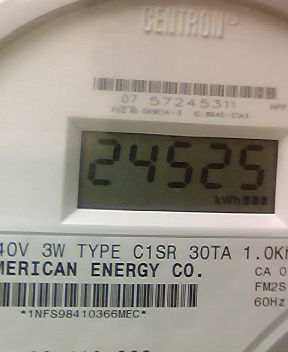 CENTRON
07 57245311
24525
kWh
40V 3W TYPE C1SR 30TA 1.0K
MERICAN ENERGY CO.
CA 0
FM2S
60Hz
*1NFS98410366MEC*